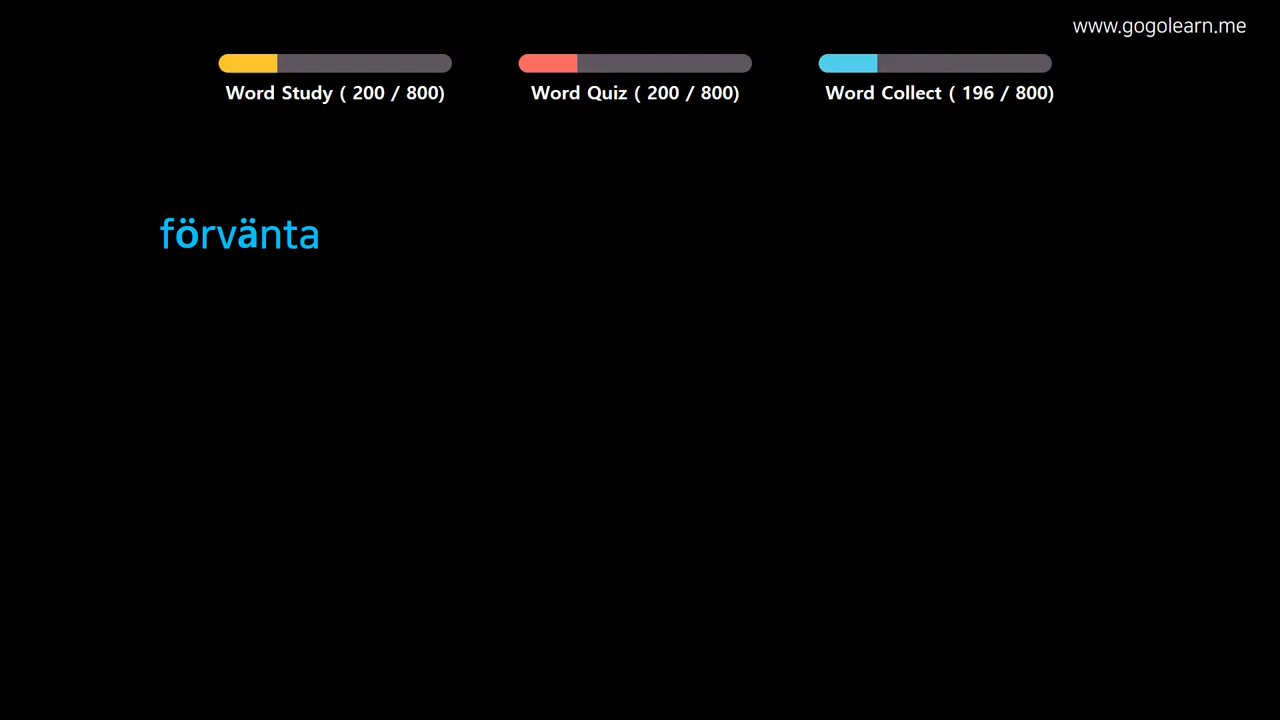 www.gogolearn.me
Word Study ( 200 / 800)
Word Quiz ( 200 / 800)
Word Collect ( 196 / 800)
förvänta